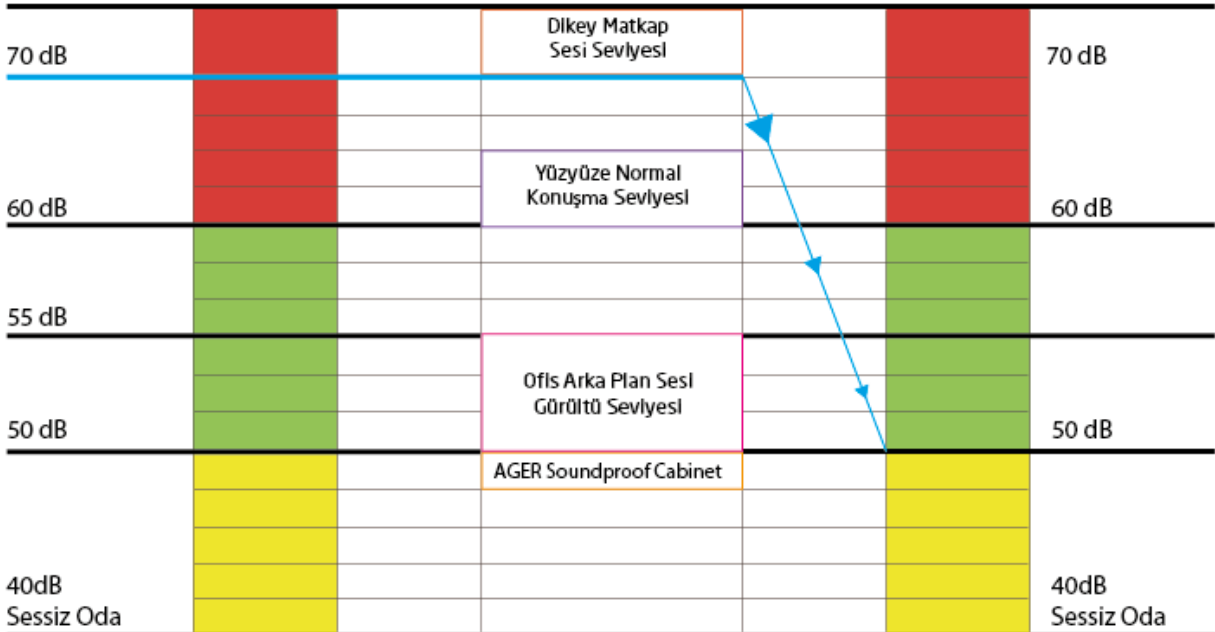 Dikey Matkap
Sesi Seviyesi
70 dB
70 dB
Yüzyüze Normal
Konuşma Seviyesi
60 dB
60 dB
55 dB
Ofis Arka Plan Sesi
Gürültü Seviyesi
50 dB
50 dB
AGER Soundproof Cabinet
40dB
Sessiz Oda
40dB
Sessiz Oda